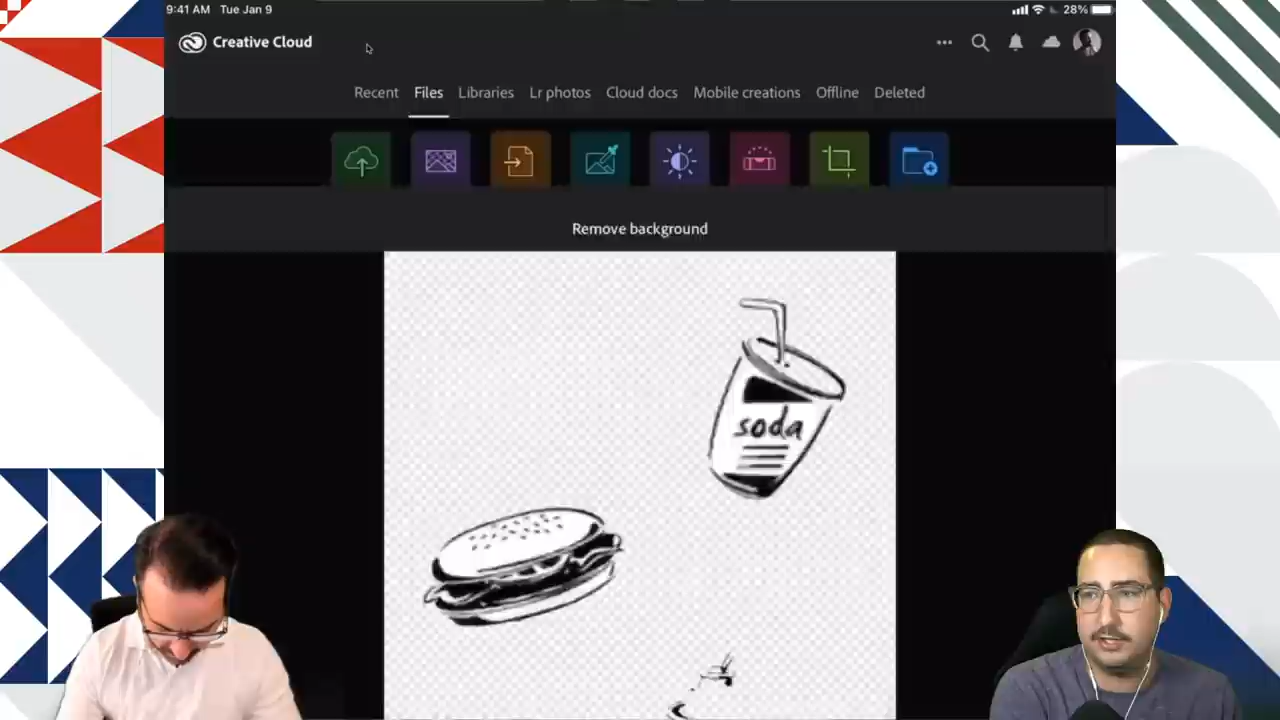 9:41 AM Tue Jan 9
28%
Creative Cloud
Recent Files Libraries Lr photos Cloud docs Mobile creations Offline Deleted
Remove background
soda